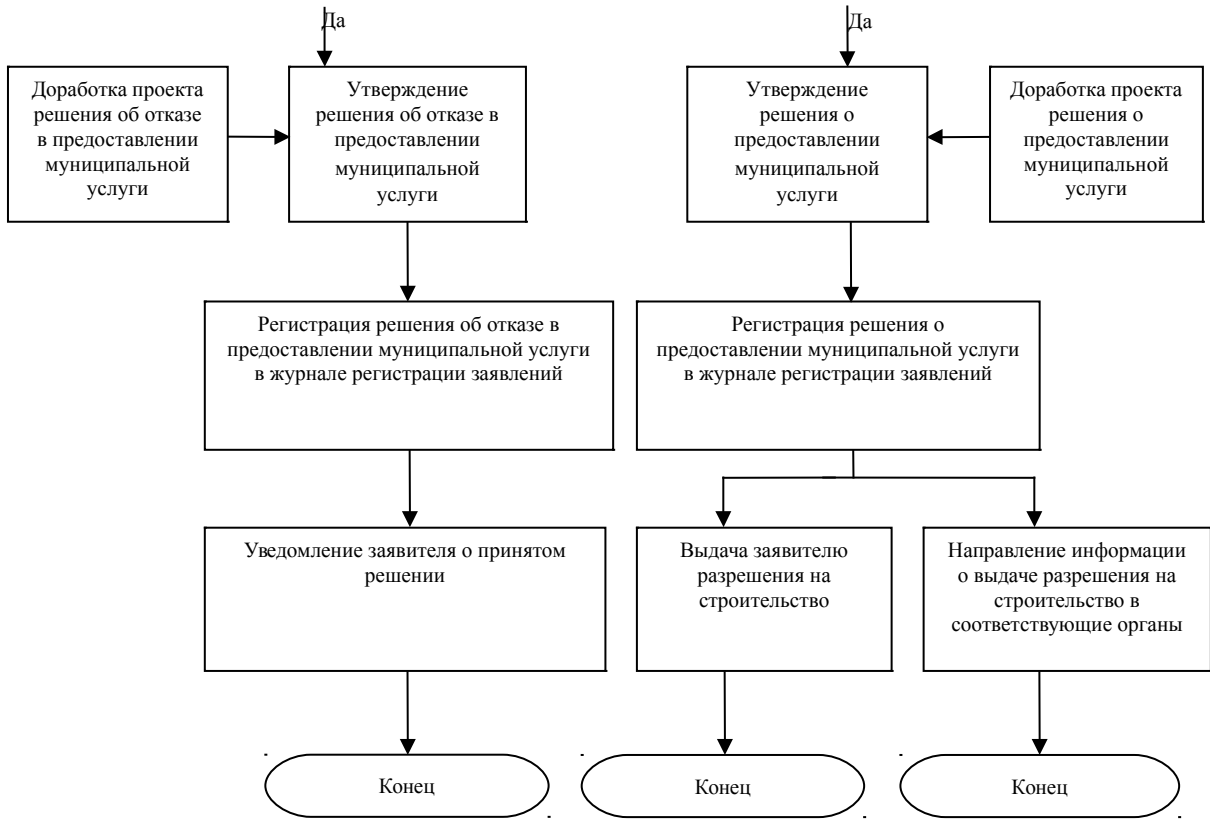 Да
Да
Доработка проекта
решения об отказе
в предоставлении
муниципальной
услуги
Утверждение
решения об отказе в
предоставлении
муниципальной
услуги
Утверждение
решения о
предоставлении
муниципальной
услуги
Доработка проекта
решения о
предоставлении
муниципальной
услуги
Регистрация решения об отказе в
предоставлении муниципальной услуги
в журнале регистрации заявлений
Регистрация решения о
предоставлении муниципальной услуги
в журнале регистрации заявлений
Уведомление заявителя о принятом
решении
Выдача заявителю
разрешения на
строительство
Направление информации
о выдаче разрешения на
строительство в
соответствующие органы
Конец
Конец
Конец